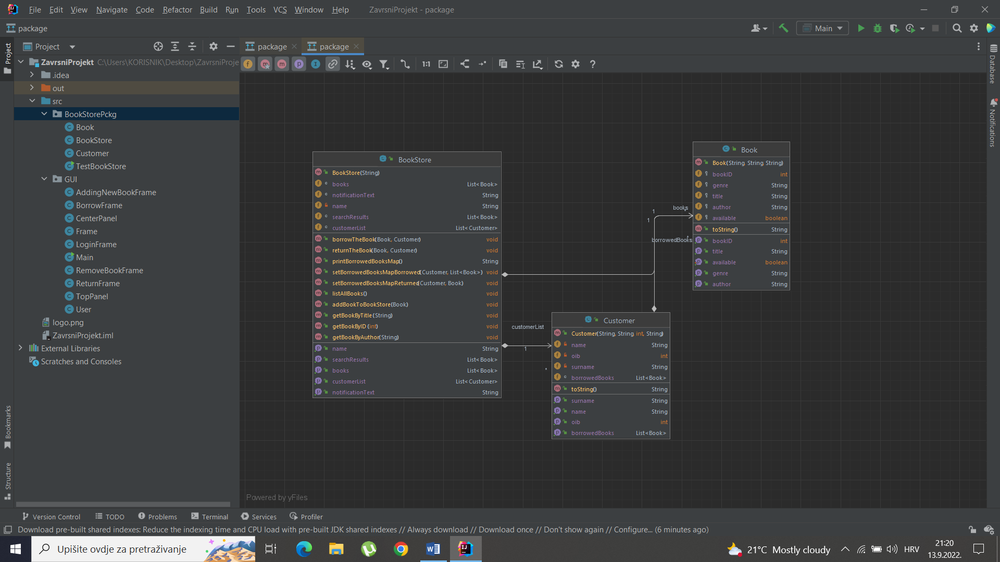 File Edit View Navigate Code Refactor Build Run Tools VCS Window Help ZavrsniProjekt - package
package
Main
Project
package
package
ZavrsniProjekt C:\Users\KORISNIK\Desktop\ZavrsniProje
.idea
out
src
BookStorePckg
Book
BookStore
Customer
TestBookStore
GUI
AddingNewBookFrame
BorrowFrame
CenterPanel
Frame
LoginFrame
Main
RemoveBookFrame
ReturnFrame
TopPanel
User
logo.png
ZavrsniProjekt.iml
External Libraries
Scratches and Consoles
Project
Bookmarks
Structure
1:1
?
BookStore
BookStore(String)
books List<Book>
notificationText String
name String
searchResults List<Book>
customerList List<Customer>
borrowTheBook(Book, Customer) void
returnTheBook(Book, Customer) void
printBorrowedBooksMap() String
setBorrowedBooksMapBorrowed(Customer, List<Book>) void
setBorrowedBooksMapReturned(Customer, Book) void
listAllBooks() void
addBookToBookStore(Book) void
getBookByTitle(String) void
getBookByID(int) void
getBookByAuthor(String) void
name String
searchResults List<Book>
books List<Book>
customerList List<Customer>
notificationText String
customerList
1
*
1
books
*
1
borrowedBooks
*
Book
Book(String, String, String)
bookID int
genre String
title String
author String
available boolean
toString() String
bookID int
title String
available boolean
genre String
author String
Customer
Customer(String, String, int, String)
name String
oib int
surname String
borrowedBooks List<Book>
toString() String
surname String
name String
oib int
borrowedBooks List<Book>
Powered by yFiles
Database
Notifications
Version Control TODO Problems Terminal Services Profiler
Download pre-built shared indexes: Reduce the indexing time and CPU load with pre-built JDK shared indexes // Always download // Download once // Don't show again // Configure... (6 minutes ago)
Upišite ovdje za pretraživanje
21°C Mostly cloudy
HRV
21:20
13.9.2022.